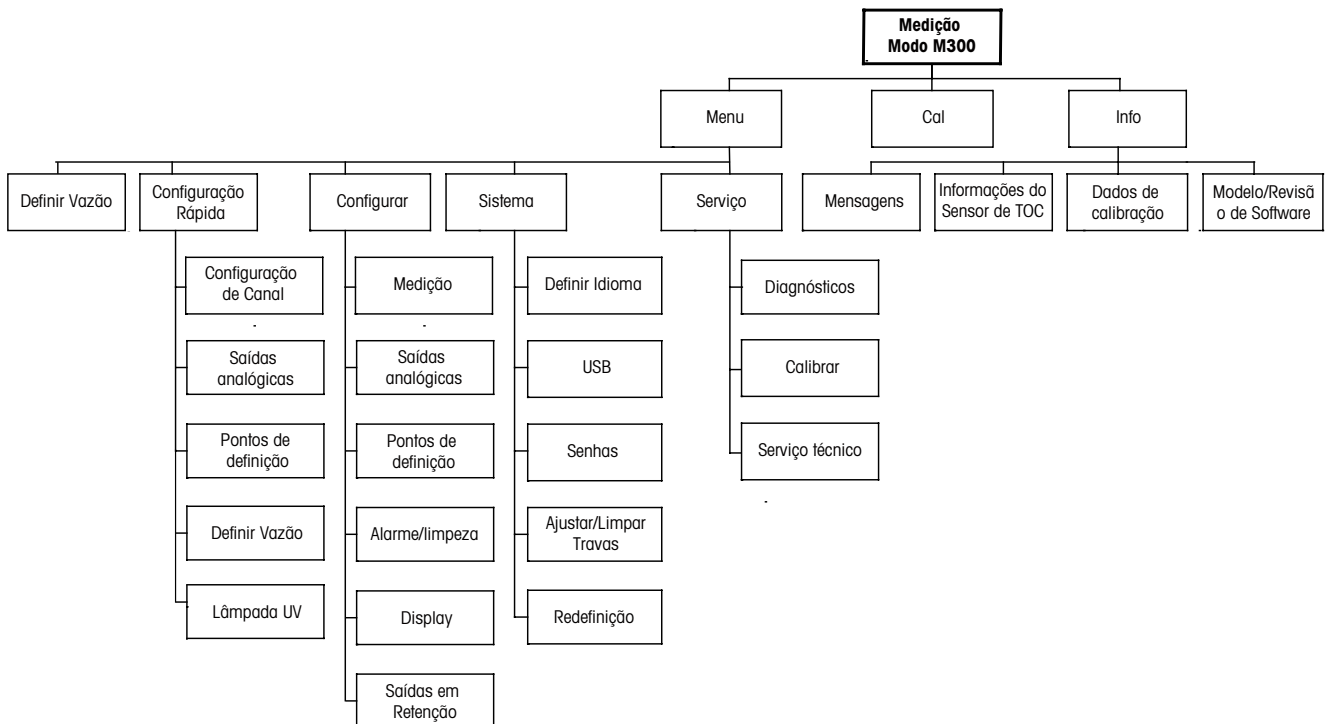 Medição
Modo M300
Menu
Cal
Info
Definir Vazão
Configuração
Rápida
Configurar
Sistema
Serviço
Mensagens
Informações do
Sensor de TOC
Dados de
calibração
Modelo/Revisã
o de Software
Configuração
de Canal
Saídas
analógicas
Pontos de
definição
Definir Vazão
Lâmpada UV
Medição
Saídas
analógicas
Pontos de
definição
Alarme/limpeza
Display
Saídas em
Retenção
Definir Idioma
USB
Senhas
Ajustar/Limpar
Travas
Redefinição
Diagnósticos
Calibrar
Serviço técnico